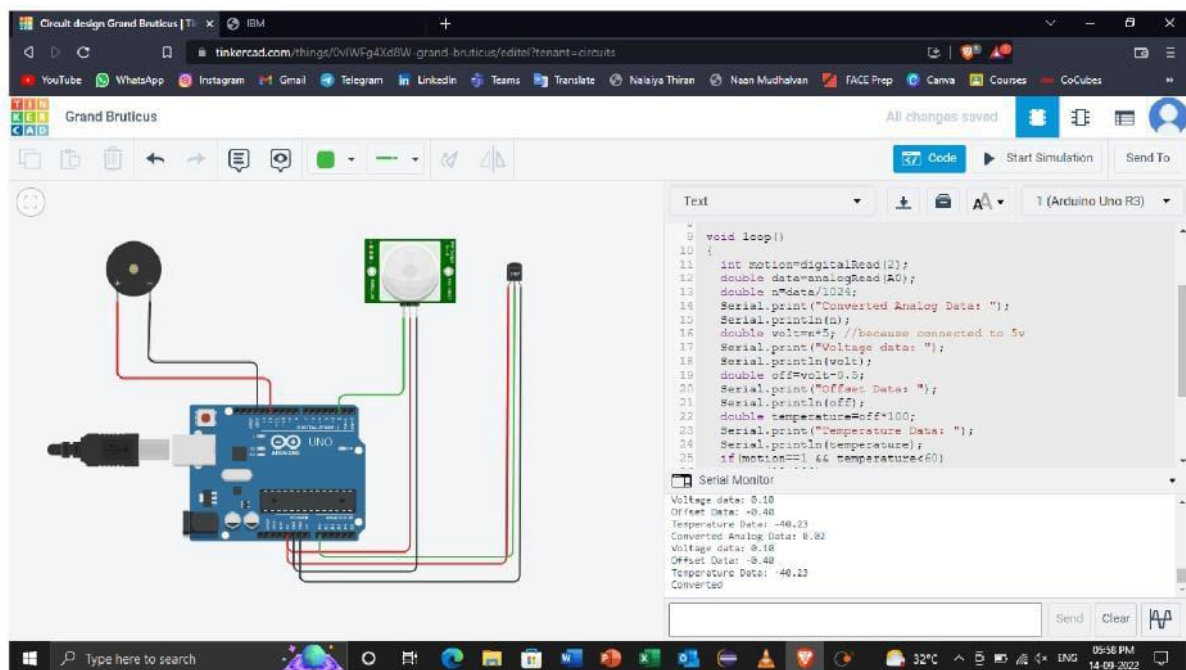 Circuit design Grand Bruticus | Ti
IBM
tinkercad.com/things/0vIWFg4Xd8W-grand-bruticus/editel?tenant=circuits
YouTube WhatsApp Instagram Gmail Telegram LinkedIn Teams Translate Nalaiya Thiran Naan Mudhalvan FACE Prep Canva Courses CoCubes
TINKERCAD
Grand Bruticus
All changes saved
Code
Start Simulation
Send To
Text
1 (Arduino Uno R3)
9 void loop()
10 {
11 int motion=digitalRead(2);
12 double data=analogRead(A0);
13 double n=data/1024;
14 Serial.print("Converted Analog Data: ");
15 Serial.println(n);
16 double volt=n*5; //because connected to 5v
17 Serial.print("Voltage data: ");
18 Serial.println(volt);
19 double off=volt-0.5;
20 Serial.print("Offset Data: ");
21 Serial.println(off);
22 double temperature=off*100;
23 Serial.print("Temperature Data: ");
24 Serial.println(temperature);
25 if(motion==1 && temperature<60)
UNO
ARDUINO
Serial Monitor
Voltage data: 0.10
Offset Data: -0.40
Temperature Data: -40.23
Converted Analog Data: 0.02
Voltage data: 0.10
Offset Data: -0.40
Temperature Data: -40.23
Converted
Send
Clear
Type here to search
32°C
ENG
05:58 PM
14-09-2022